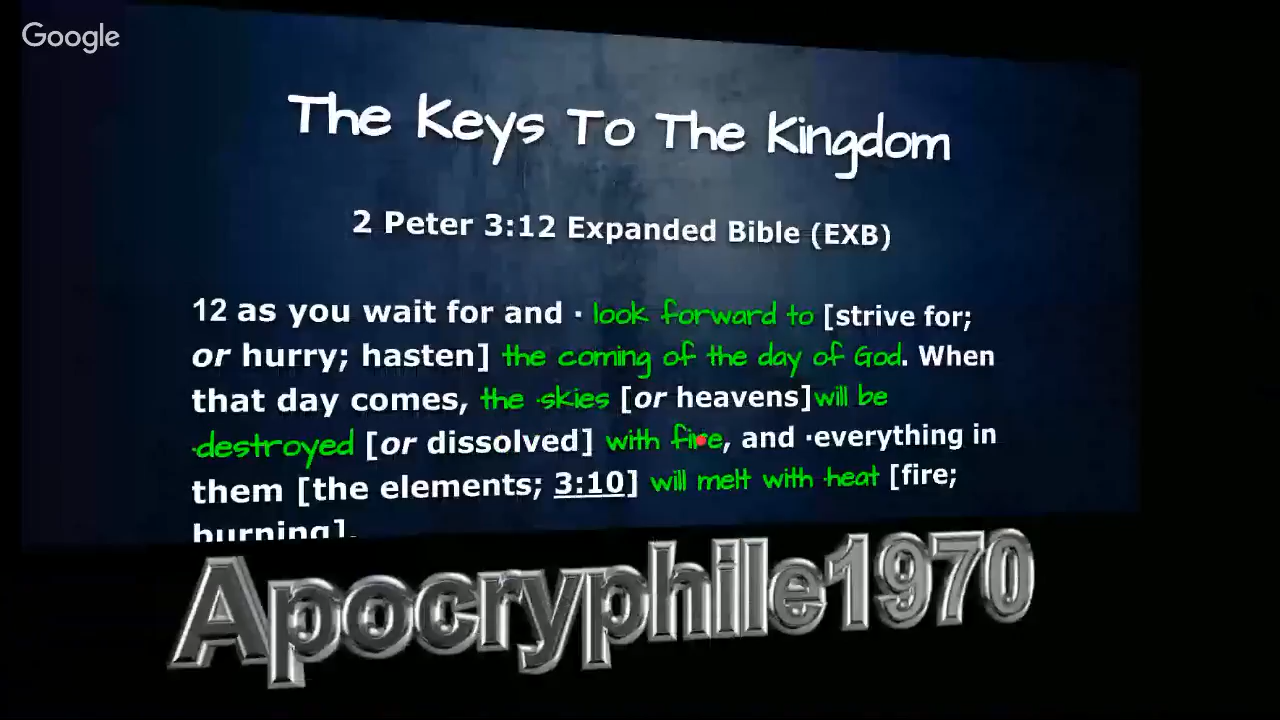 Google
The Keys To The Kingdom
2 Peter 3:12 Expanded Bible (EXB)
12 as you wait for and · look forward to [strive for;
or hurry; hasten] the coming of the day of God. When
that day comes, the ·skies [or heavens]will be
·destroyed [or dissolved] with fire, and ·everything in
them [the elements; 3:10] will melt with ·heat [fire;
burning].
Apocryphile1970